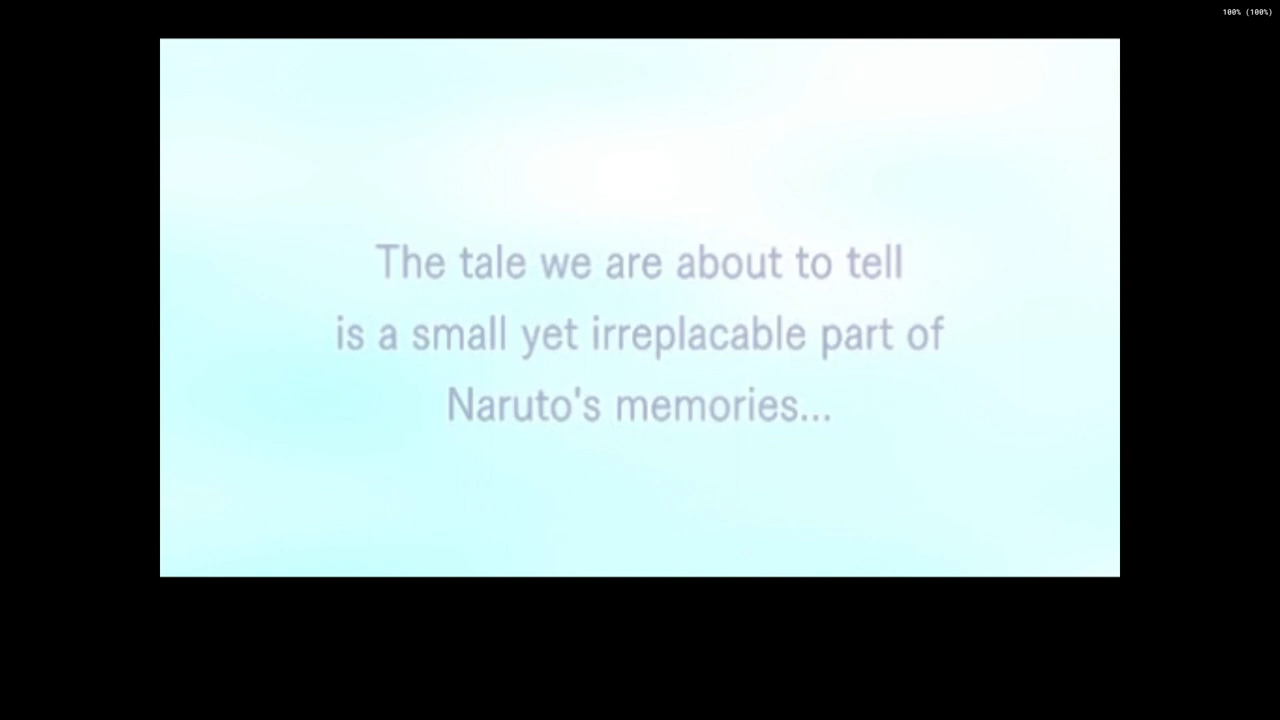 100% (100%)
The tale we are about to tell
is a small yet irreplacable part of
Naruto's memories...